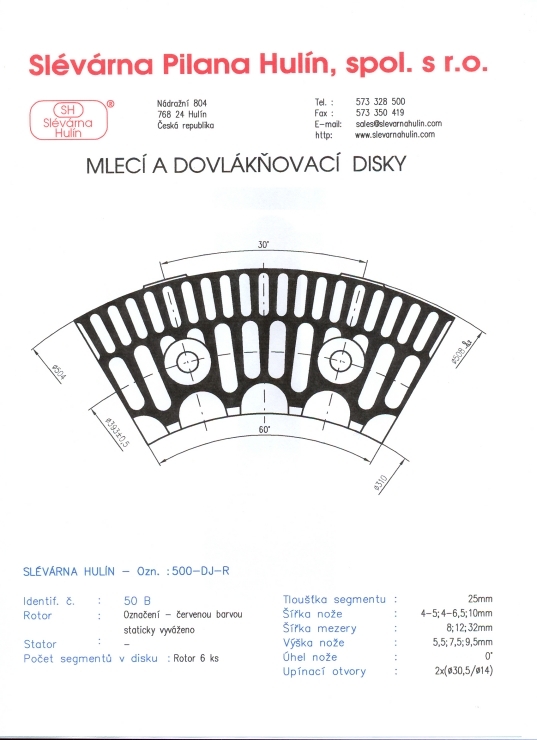 Slévárna Pilana Hulín, spol. s r.o.
SH
Slévárna
Hulín
®
Nádražní 804
768 24 Hulín
Česká republika
Tel. : 573 328 500
Fax : 573 350 419
E-mail: sales@slevarnahulin.com
http: www.slevarnahulin.com
MLECÍ A DOVLÁKŇOVACÍ DISKY
30°
ø504
ø508
ø393±0,5
60°
ø310
SLÉVÁRNA HULÍN – Ozn. :500-DJ-R
Identif. č. : 50 B
Rotor : Označení – červenou barvou
staticky vyváženo
Stator : –
Počet segmentů v disku : Rotor 6 ks
Tloušťka segmentu : 25mm
Šířka nože : 4-5;4-6,5;10mm
Šířka mezery : 8;12;32mm
Výška nože : 5,5;7,5;9,5mm
Úhel nože : 0°
Upínací otvory : 2x(ø30,5/ø14)